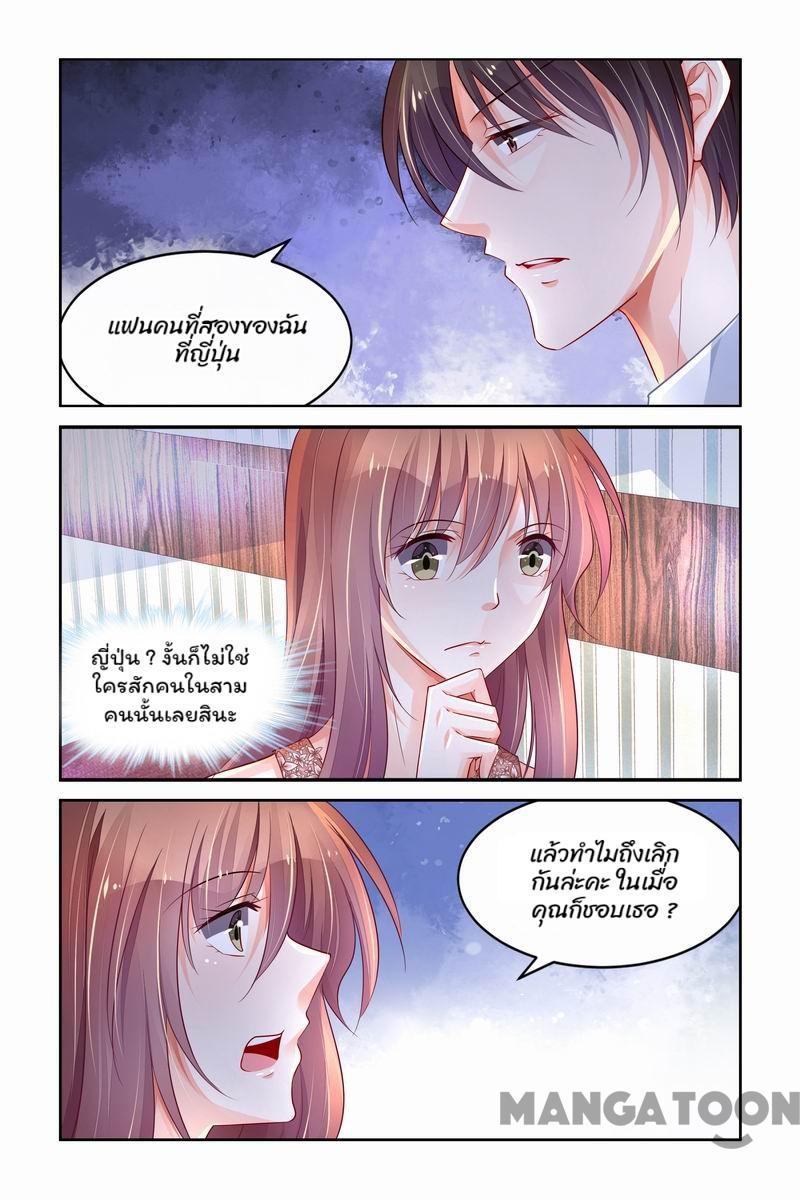 แฟนคนที่สองของฉัน
ที่ญี่ปุ่น
ญี่ปุ่น ? งั้นก็ไม่ใช่
ใครสักคนในสาม
คนนั้นเลยสินะ
แล้วทำไมถึงเลิก
กันล่ะคะ ในเมื่อ
คุณก็ชอบเธอ ?
MANGATOON